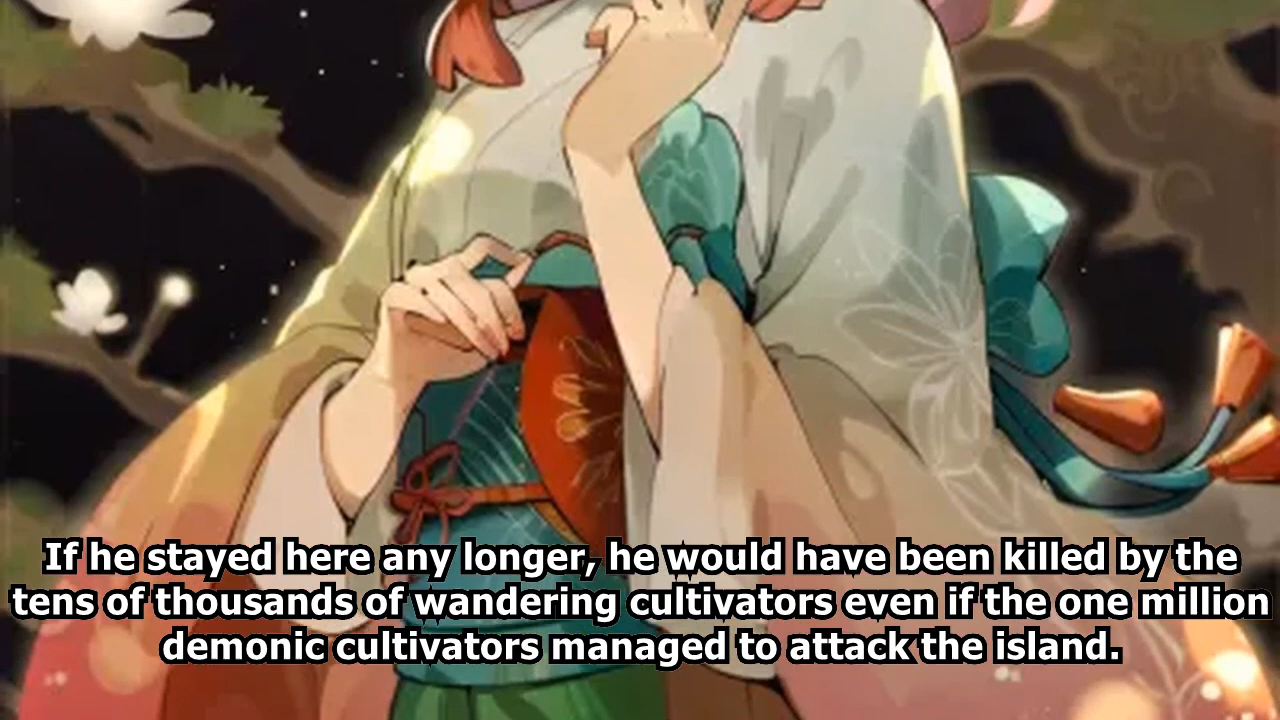 If he stayed here any longer, he would have been killed by the
tens of thousands of wandering cultivators even if the one million
demonic cultivators managed to attack the island.